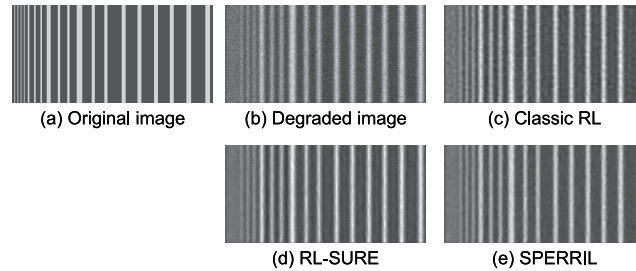 (a) Original image
(b) Degraded image
(c) Classic RL
(d) RL-SURE
(e) SPERRIL